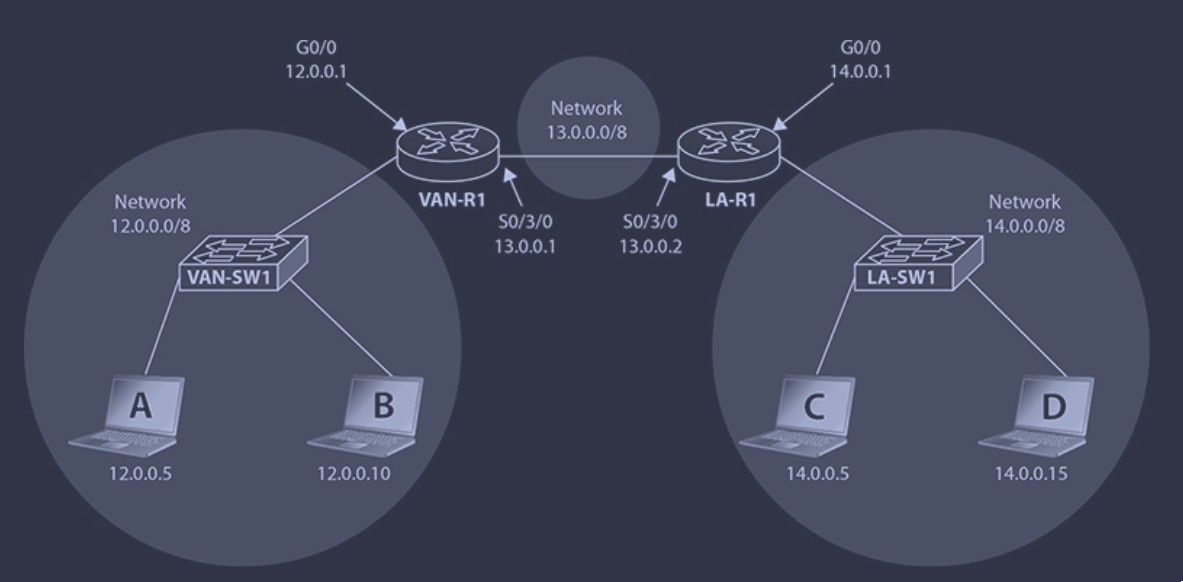 G0/0
12.0.0.1
G0/0
14.0.0.1
Network
13.0.0.0/8
VAN-R1
LA-R1
S0/3/0
13.0.0.1
S0/3/0
13.0.0.2
Network
12.0.0.0/8
Network
14.0.0.0/8
VAN-SW1
LA-SW1
A
B
C
D
12.0.0.5
12.0.0.10
14.0.0.5
14.0.0.15